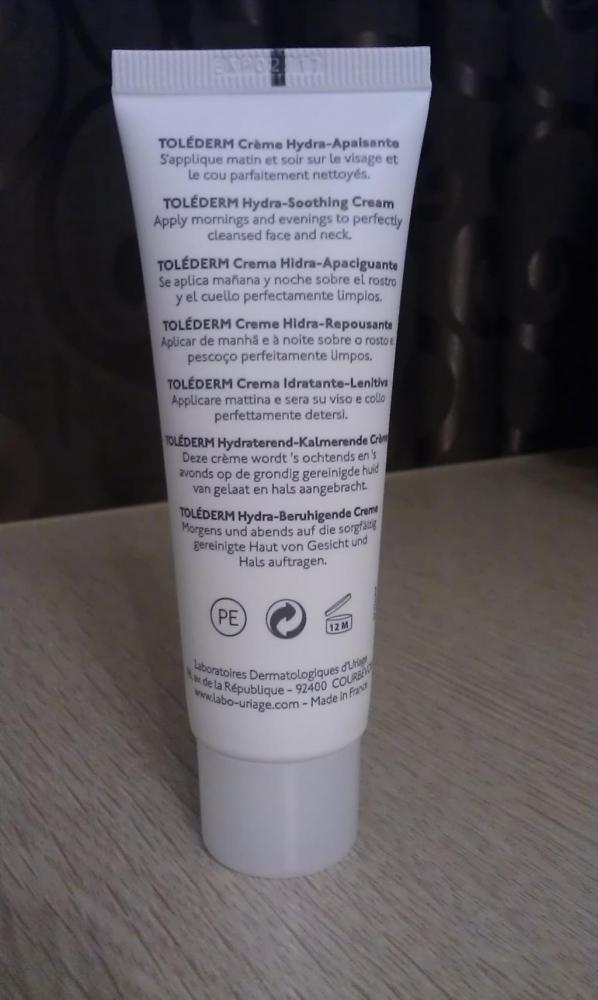 TOLÉDERM Crème Hydra-Apaisante
S'applique matin et soir sur le visage et
le cou parfaitement nettoyés.
TOLÉDERM Hydra-Soothing Cream
Apply mornings and evenings to perfectly
cleansed face and neck.
TOLÉDERM Crema Hidra-Apaciguante
Se aplica mañana y noche sobre el rostro
y el cuello perfectamente limpios.
TOLÉDERM Creme Hidra-Repousante
Aplicar de manhã e à noite sobre o rosto e
pescoço perfeitamente limpos.
TOLÉDERM Crema Idratante-Lenitiva
Applicare mattina e sera su viso e collo
perfettamente detersi.
TOLÉDERM Hydraterend-Kalmerende Crème
Deze crème wordt 's ochtends en 's
avonds op de grondig gereinigde huid
van gelaat en hals aangebracht.
TOLÉDERM Hydra-Beruhigende Creme
Morgens und abends auf die sorgfältig
gereinigte Haut von Gesicht und
Hals auftragen.
PE
12 M
Laboratoires Dermatologiques d'Uriage
av. de la République - 92400 COURBEVOIE
www.labo-uriage.com - Made in France